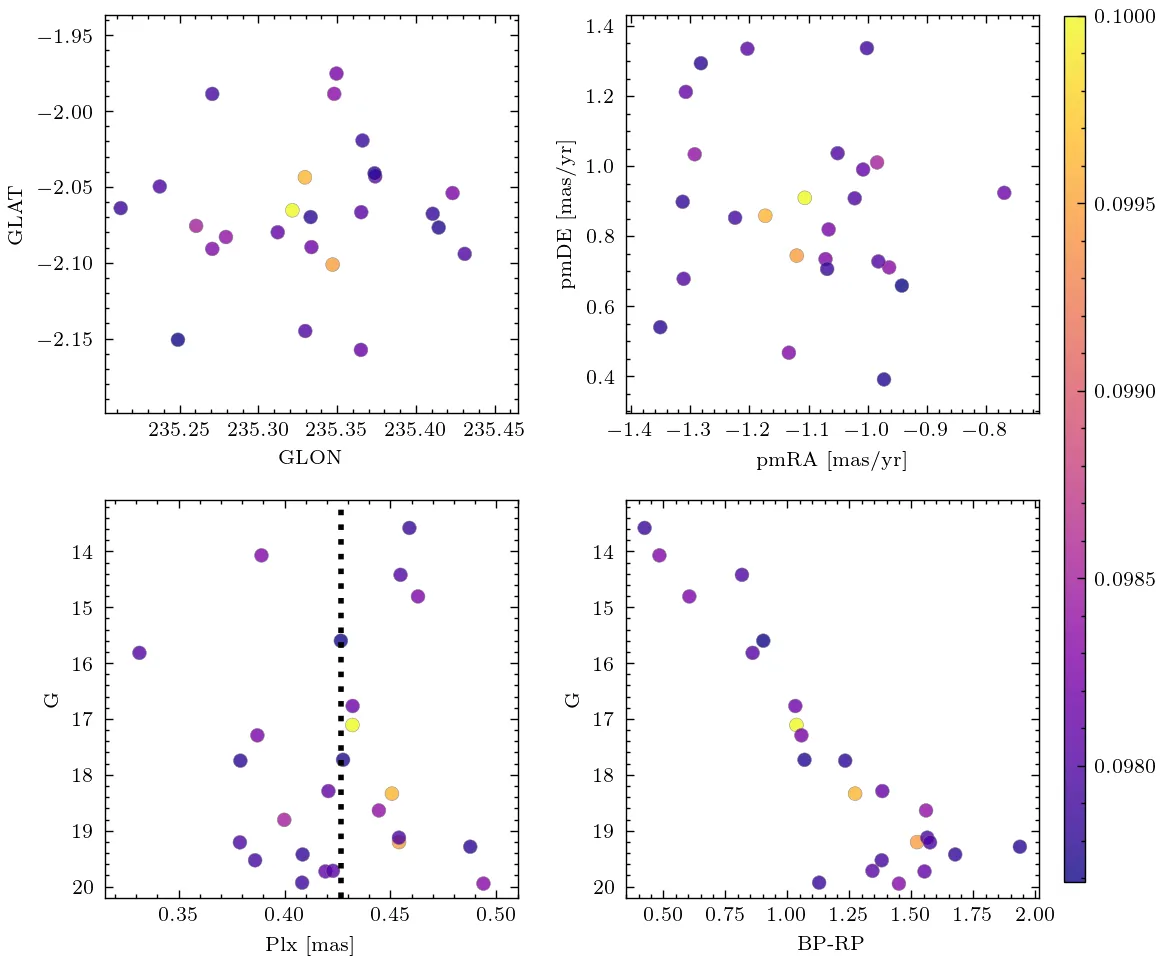 −1.95
−2.00
−2.05
−2.10
−2.15
GLAT
235.25 235.30 235.35 235.40 235.45
GLON
1.4
1.2
1.0
0.8
0.6
0.4
pmDE [mas/yr]
−1.4 −1.3 −1.2 −1.1 −1.0 −0.9 −0.8
pmRA [mas/yr]
0.1000
0.0995
0.0990
0.0985
0.0980
14
15
16
17
18
19
20
G
0.35 0.40 0.45 0.50
Plx [mas]
14
15
16
17
18
19
20
G
0.50 0.75 1.00 1.25 1.50 1.75 2.00
BP-RP